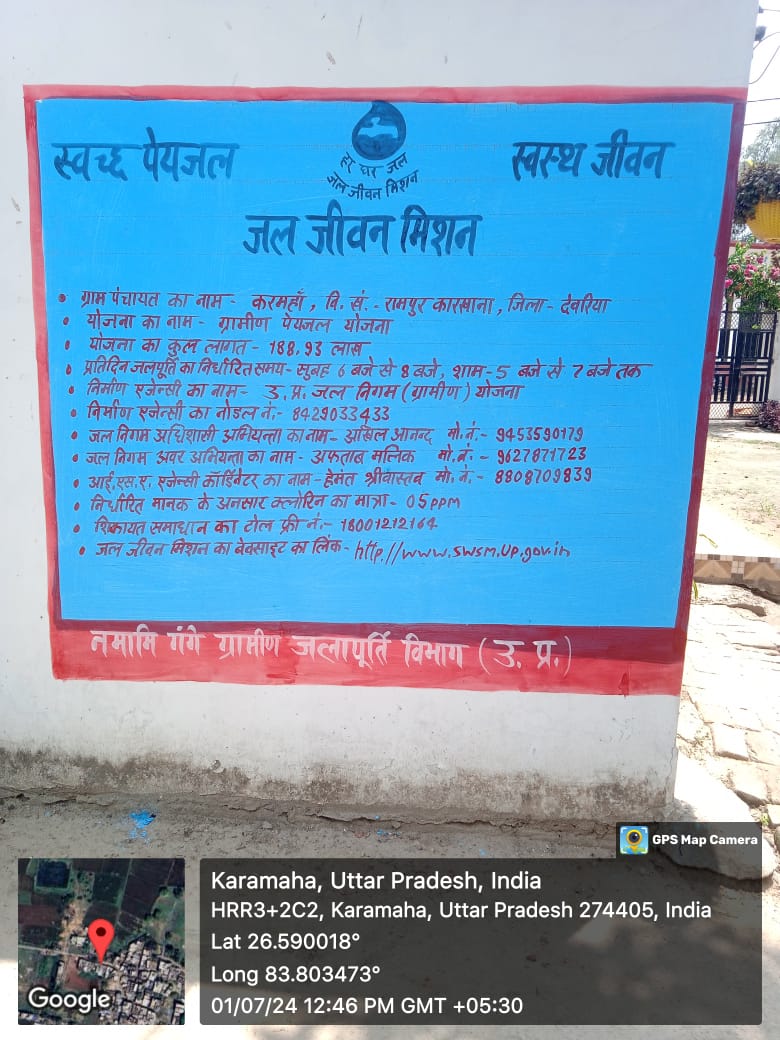 स्वच्छ पेयजल
हर घर जल
जल जीवन मिशन
स्वस्थ जीवन
जल जीवन मिशन
• ग्राम पंचायत का नाम - करमहाँ, वि. सं. - रामपुर कारखाना, जिला - देवरिया
• योजना का नाम - ग्रामीण पेयजल योजना
• योजना का कुल लागत - 188.93 लाख
• प्रतिदिन जलपूर्ति का निर्धारित समय - सुबह 6 बजे से 8 बजे, शाम - 5 बजे से 7 बजे तक
• निर्माण एजेन्सी का नाम - उ. प्र. जल निगम (ग्रामीण) योजना
• निर्माण एजेन्सी का नोडल नं. - 8429033433
• जल निगम अधिशासी अभियन्ता का नाम - अखिल आनन्द मो. नं. - 9453590179
• जल निगम अवर अभियन्ता का नाम - अफताब मलिक मो. नं. - 9627871723
• आई. एस. ए. एजेन्सी कॉर्डिनेटर का नाम - हेमंत श्रीवास्तव मो. नं. - 8808709839
• निर्धारित मानक के अनसार क्लोरिन का मात्रा - 05 ppm
• शिकायत समाधान का टोल फ्री नं. - 18001212164
• जल जीवन मिशन का वेबसाइट का लिंक - http.//www.swsm.up.gov.in
नमामि गंगे ग्रामीण जलापूर्ति विभाग (उ. प्र.)
GPS Map Camera
Karamaha, Uttar Pradesh, India
HRR3+2C2, Karamaha, Uttar Pradesh 274405, India
Lat 26.590018°
Long 83.803473°
01/07/24 12:46 PM GMT +05:30
Google